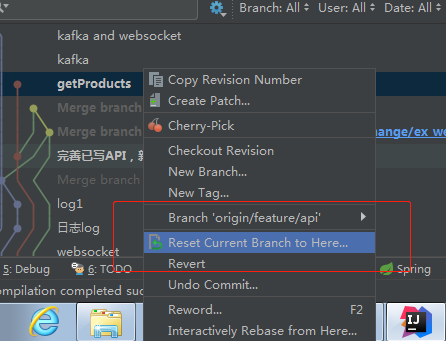 Branch: All User: All Date: All
kafka and websocket
kafka
getProducts
Copy Revision Number
Create Patch...
Merge branch
Cherry-Pick
Merge branch
change/ex_we
Checkout Revision
完善已写API，新
New Branch...
Merge branch
New Tag...
log1
Branch 'origin/feature/api'
日志log
Reset Current Branch to Here...
websocket
Revert
5: Debug 6: TODO
Spring
ompilation completed suc
Undo Commit...
Reword... F2
Interactively Rebase from Here...
IJ